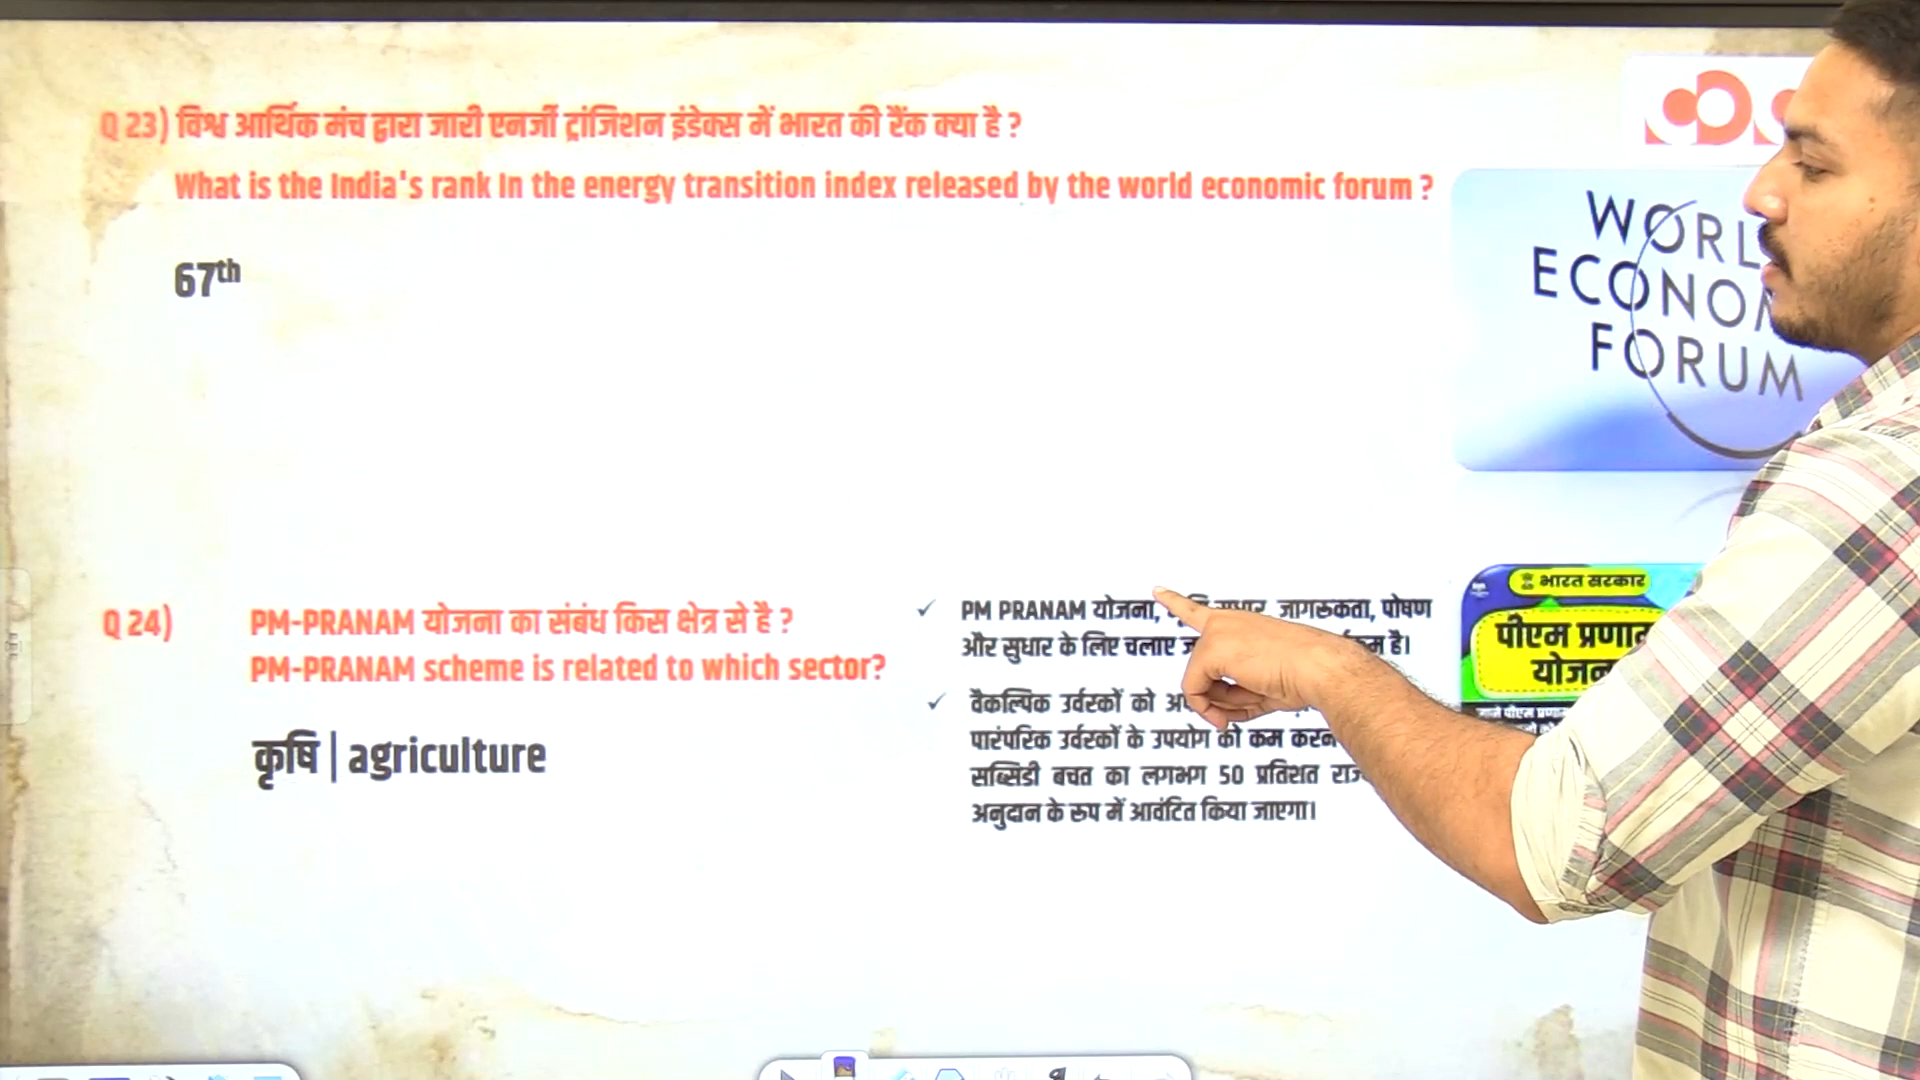 Q 23) विश्व आर्थिक मंच द्वारा जारी एनर्जी ट्रांजिशन इंडेक्स में भारत की रैंक क्या है ?
What is the India's rank In the energy transition index released by the world economic forum ?
67th
WORL
ECONO
FORUM
Q 24) PM-PRANAM योजना का संबंध किस क्षेत्र से है ?
PM-PRANAM scheme is related to which sector?
कृषि | agriculture
✓ PM PRANAM योजना, जागरूकता, पोषण
और सुधार के लिए चलाए है।
✓ वैकल्पिक उर्वरकों को
पारंपरिक उर्वरकों के उपयोग को कम करन
सब्सिडी बचत का लगभग 50 प्रतिशत
अनुदान के रूप में आवंटित किया जाएगा।
भारत सरकार
पीएम